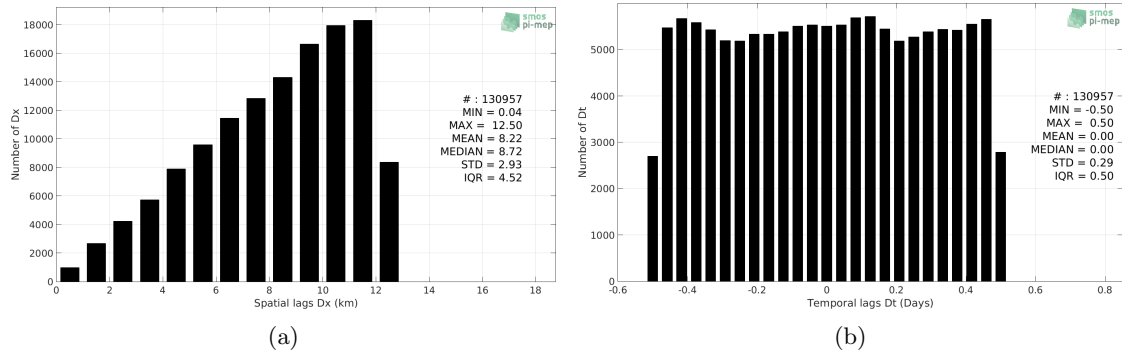 18000
16000
14000
12000
10000
8000
6000
4000
2000
0
Number of Dx
0 2 4 6 8 10 12 14 16 18
Spatial lags Dx (km)
smos
pi-mep
# : 130957
MIN = 0.04
MAX = 12.50
MEAN = 8.22
MEDIAN = 8.72
STD = 2.93
IQR = 4.52
(a)
5000
4000
3000
2000
1000
0
Number of Dt
-0.6 -0.4 -0.2 0 0.2 0.4 0.6 0.8
Temporal lags Dt (Days)
smos
pi-mep
# : 130957
MIN = -0.50
MAX = 0.50
MEAN = 0.00
MEDIAN = 0.00
STD = 0.29
IQR = 0.50
(b)